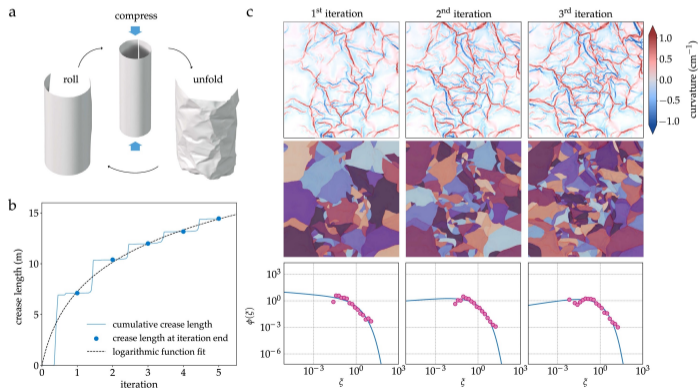 a
compress
roll
unfold
b
15
10
5
0
crease length (m)
cumulative crease length
crease length at iteration end
logarithmic function fit
0 1 2 3 4 5
iteration
c
1st iteration
2nd iteration
3rd iteration
1.0
0.5
0.0
−0.5
−1.0
curvature (cm⁻¹)
10³
10⁰
10⁻³
10⁻⁶
ϕ(ξ)
10⁻³ 10⁰ 10³
ξ
10⁻³ 10⁰ 10³
ξ
10⁻³ 10⁰ 10³
ξ